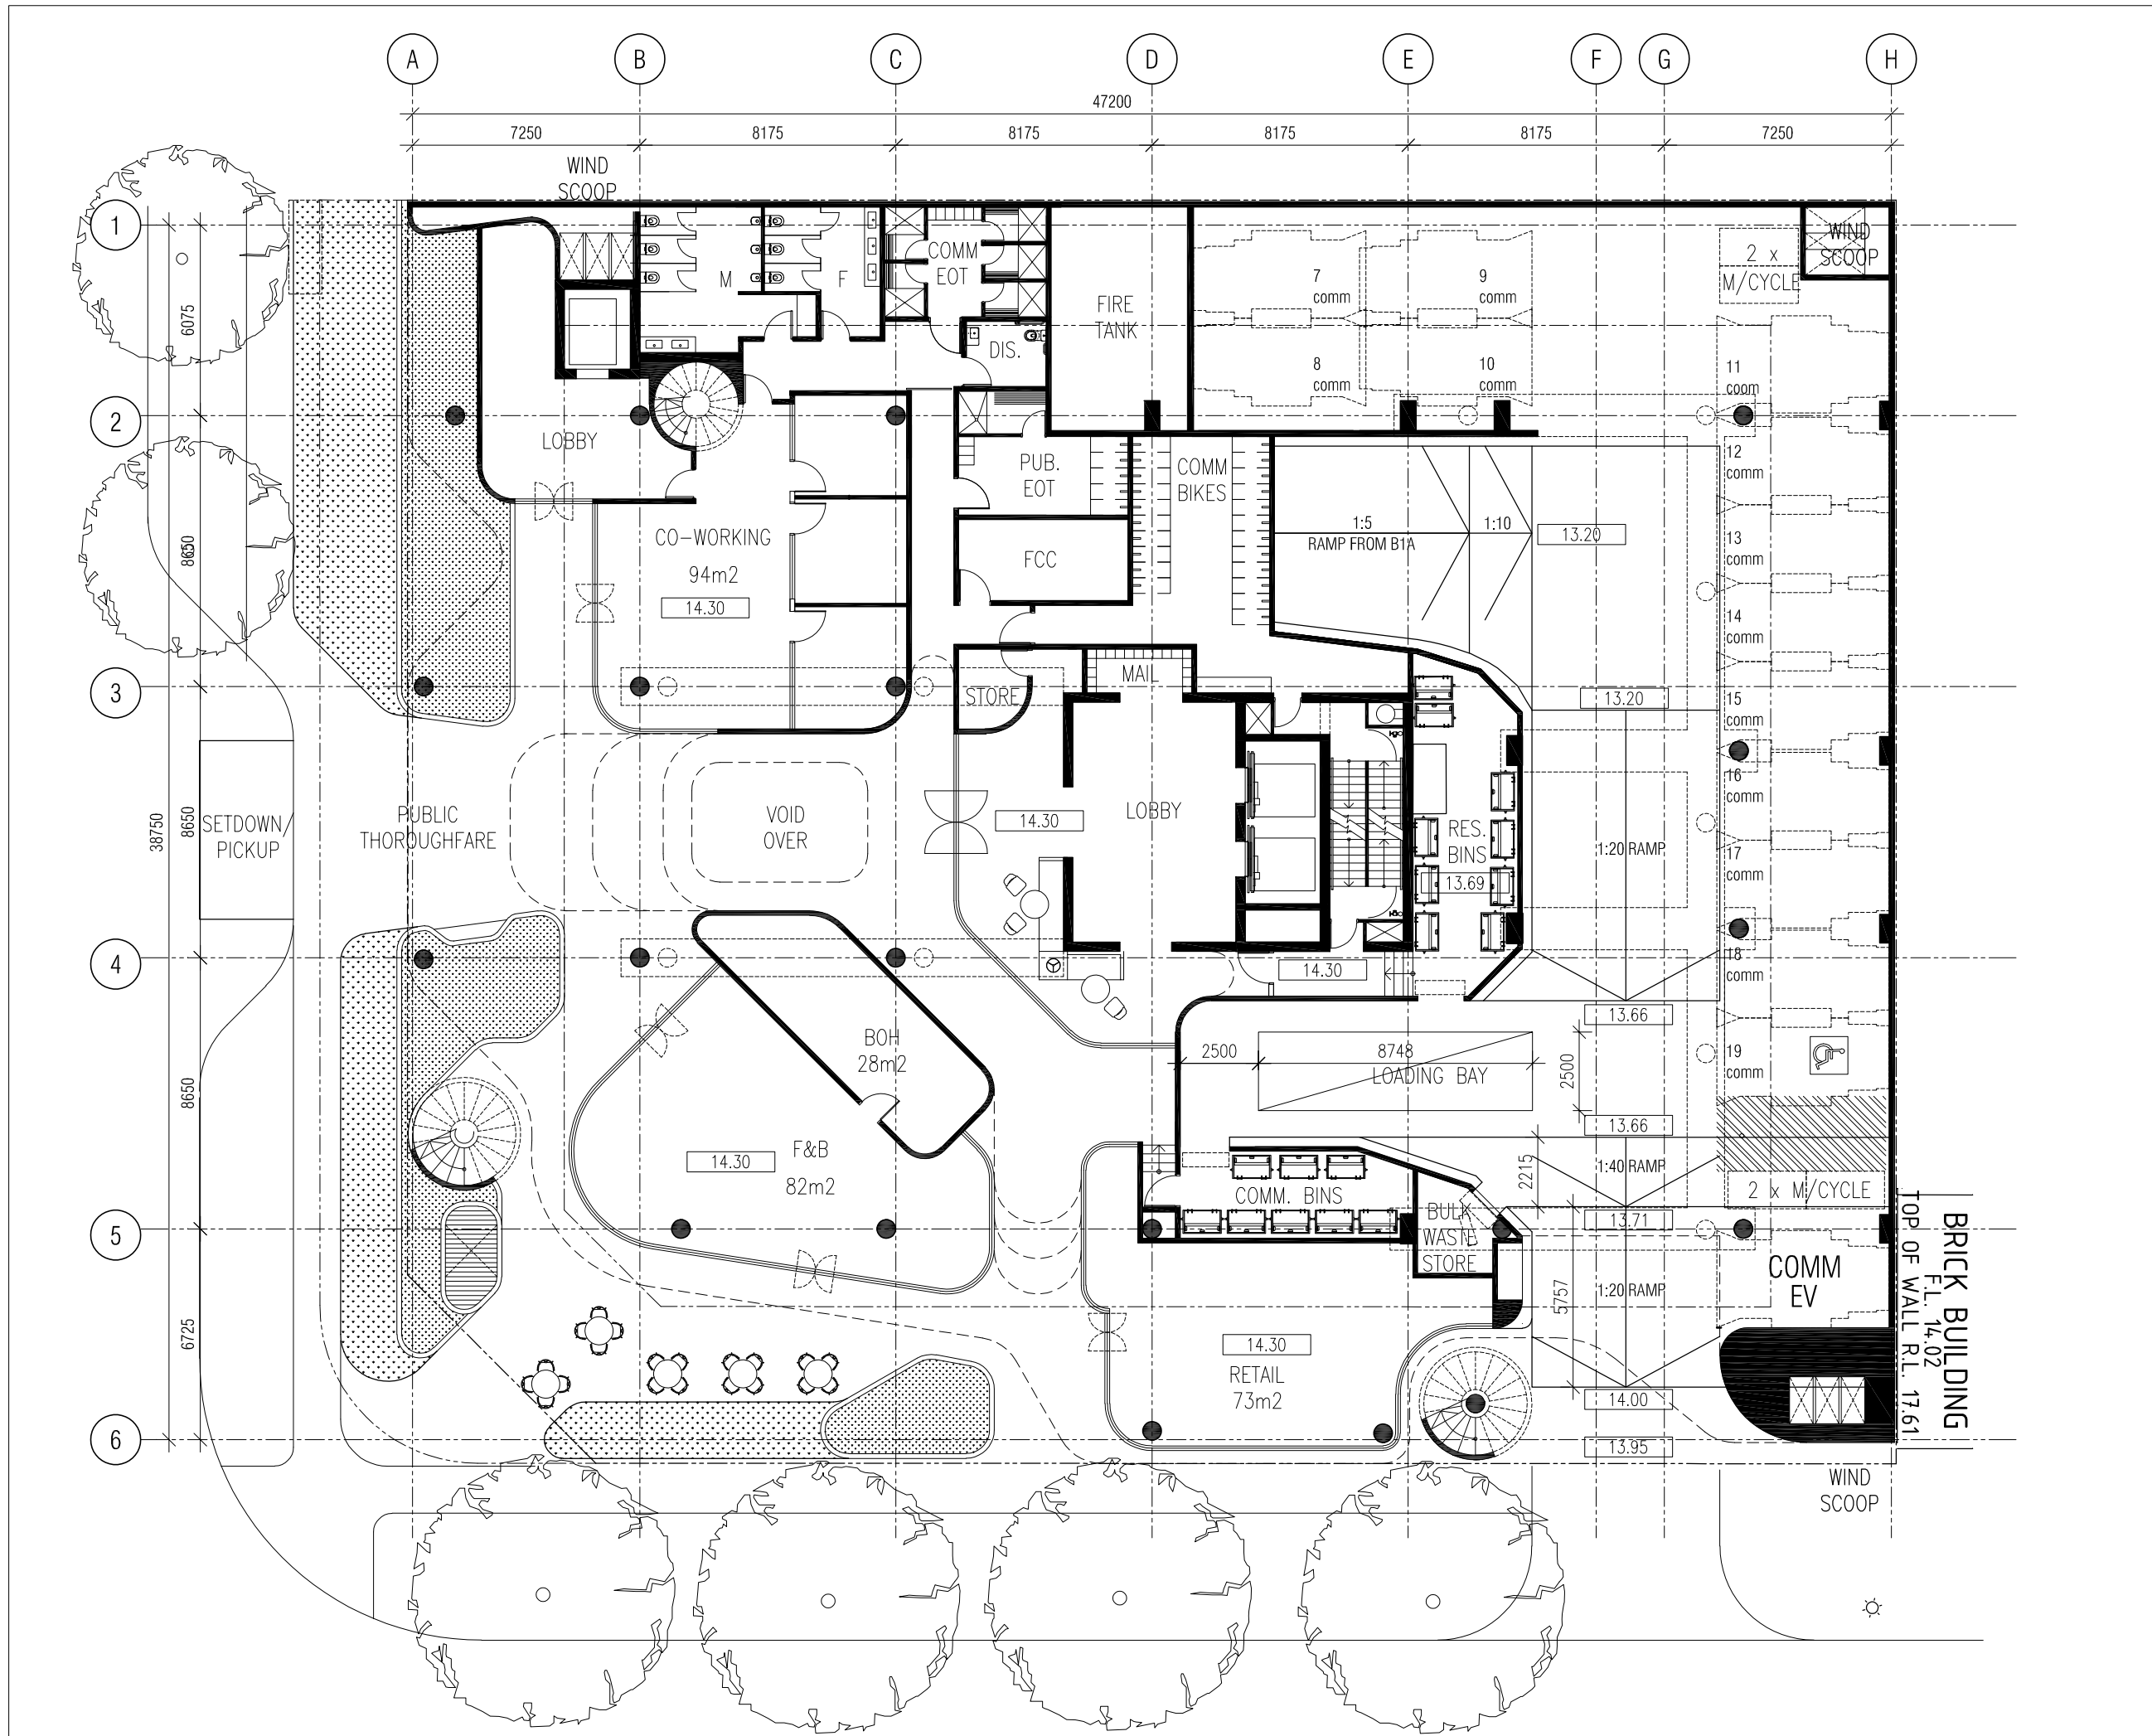 A
B
C
D
E
F
G
H
47200
7250
8175
8175
8175
8175
7250
WIND
SCOOP
1
2
3
4
5
6
6075
8650
8650
8650
6725
38750
M
F
COMM
EOT
DIS.
FIRE
TANK
7
comm
9
comm
8
comm
10
comm
2 x
M/CYCLE
WIND
SCOOP
11
coom
12
comm
13
comm
14
comm
15
comm
16
comm
17
comm
18
comm
19
comm
LOBBY
CO-WORKING
94m2
14.30
PUB.
EOT
COMM
BIKES
FCC
1:5
RAMP FROM B1A
1:10
13.20
13.20
STORE
MAIL
SETDOWN/
PICKUP
PUBLIC
THOROUGHFARE
VOID
OVER
14.30
LOBBY
RES.
BINS
13.69
1:20 RAMP
14.30
13.66
BOH
28m2
2500
8748
LOADING BAY
2500
13.66
F&B
14.30
82m2
COMM. BINS
2215
1:40 RAMP
2 x M/CYCLE
BULK
WASTE
STORE
13.71
5757
1:20 RAMP
COMM
EV
14.30
RETAIL
73m2
14.00
13.95
BRICK BUILDING
F.L. 14.02
TOP OF WALL R.L. 17.61
WIND
SCOOP